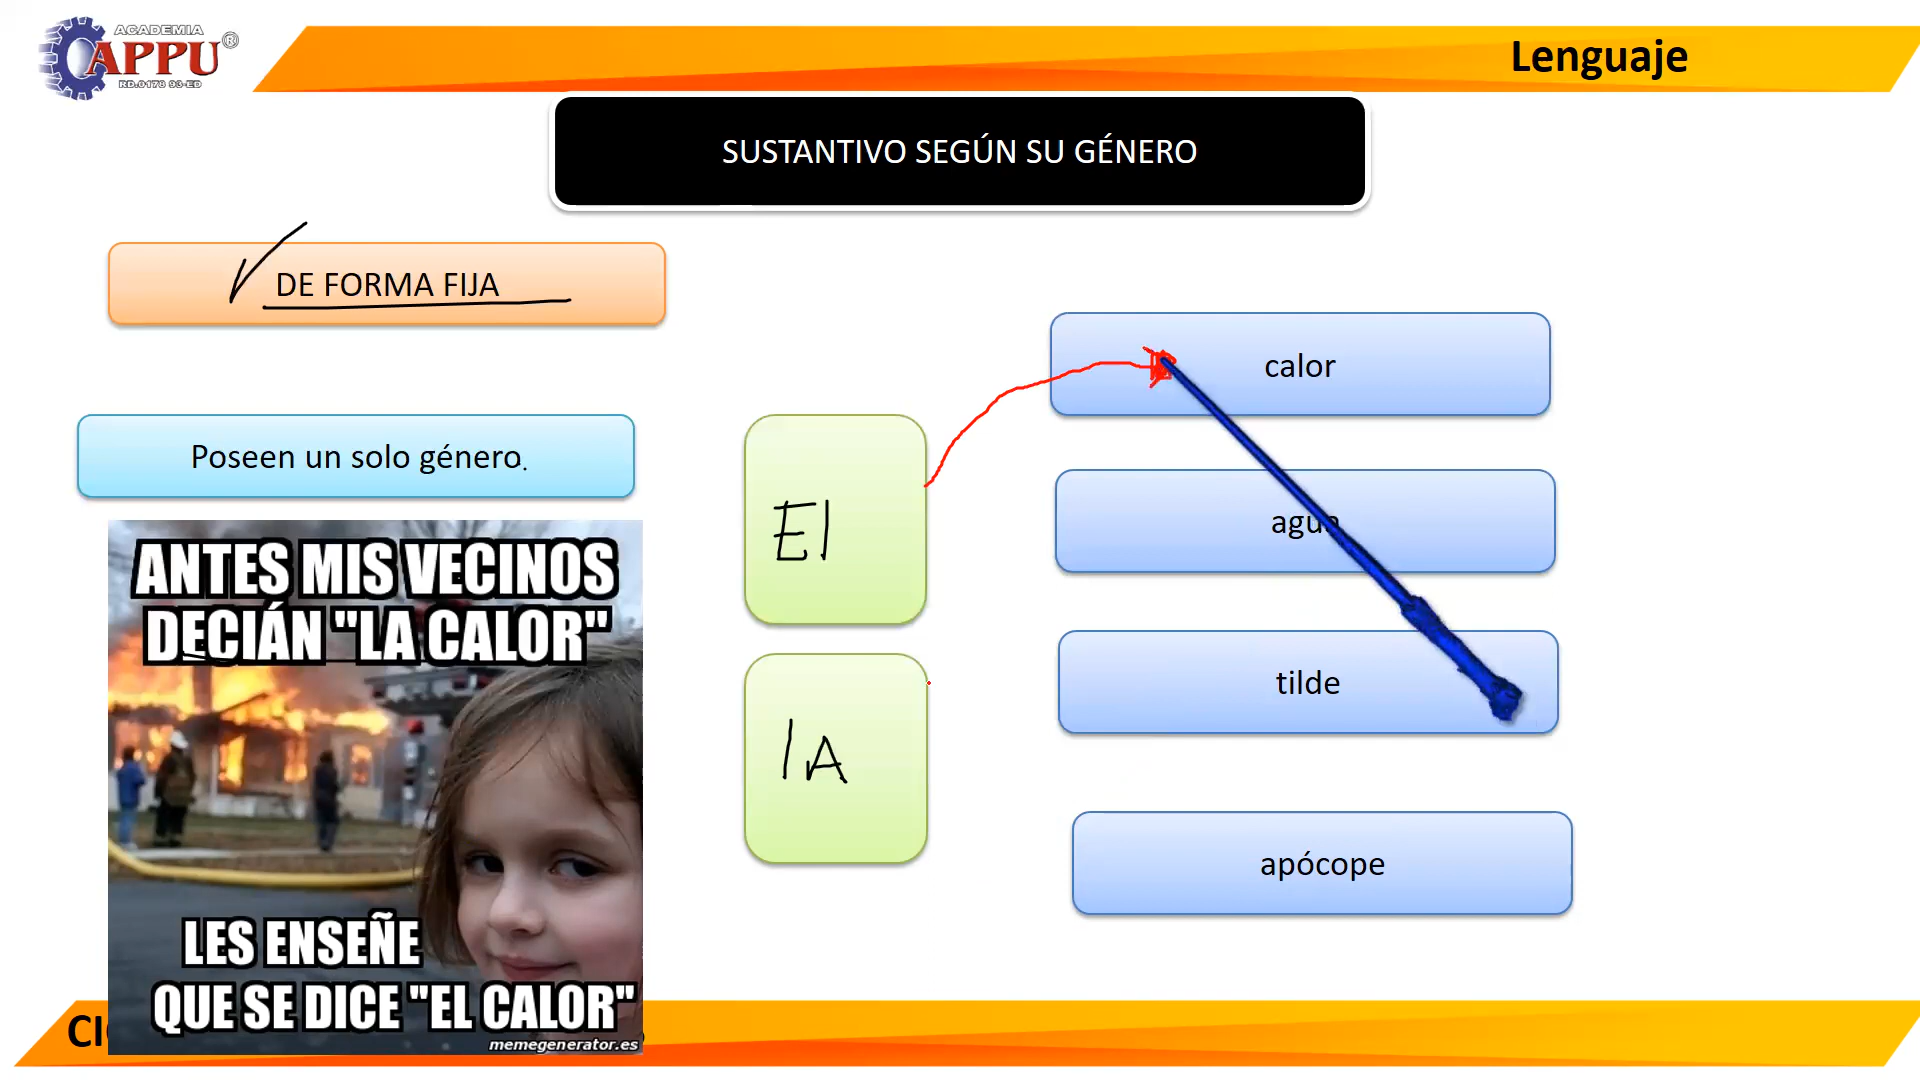 ACADEMIA
APPU®
RD.0178 93-ED
Lenguaje
SUSTANTIVO SEGÚN SU GÉNERO
DE FORMA FIJA
Poseen un solo género.
ANTES MIS VECINOS
DECIÁN "LA CALOR"
LES ENSEÑE
QUE SE DICE "EL CALOR"
memegenerator.es
El
lA
calor
agua
tilde
apócope